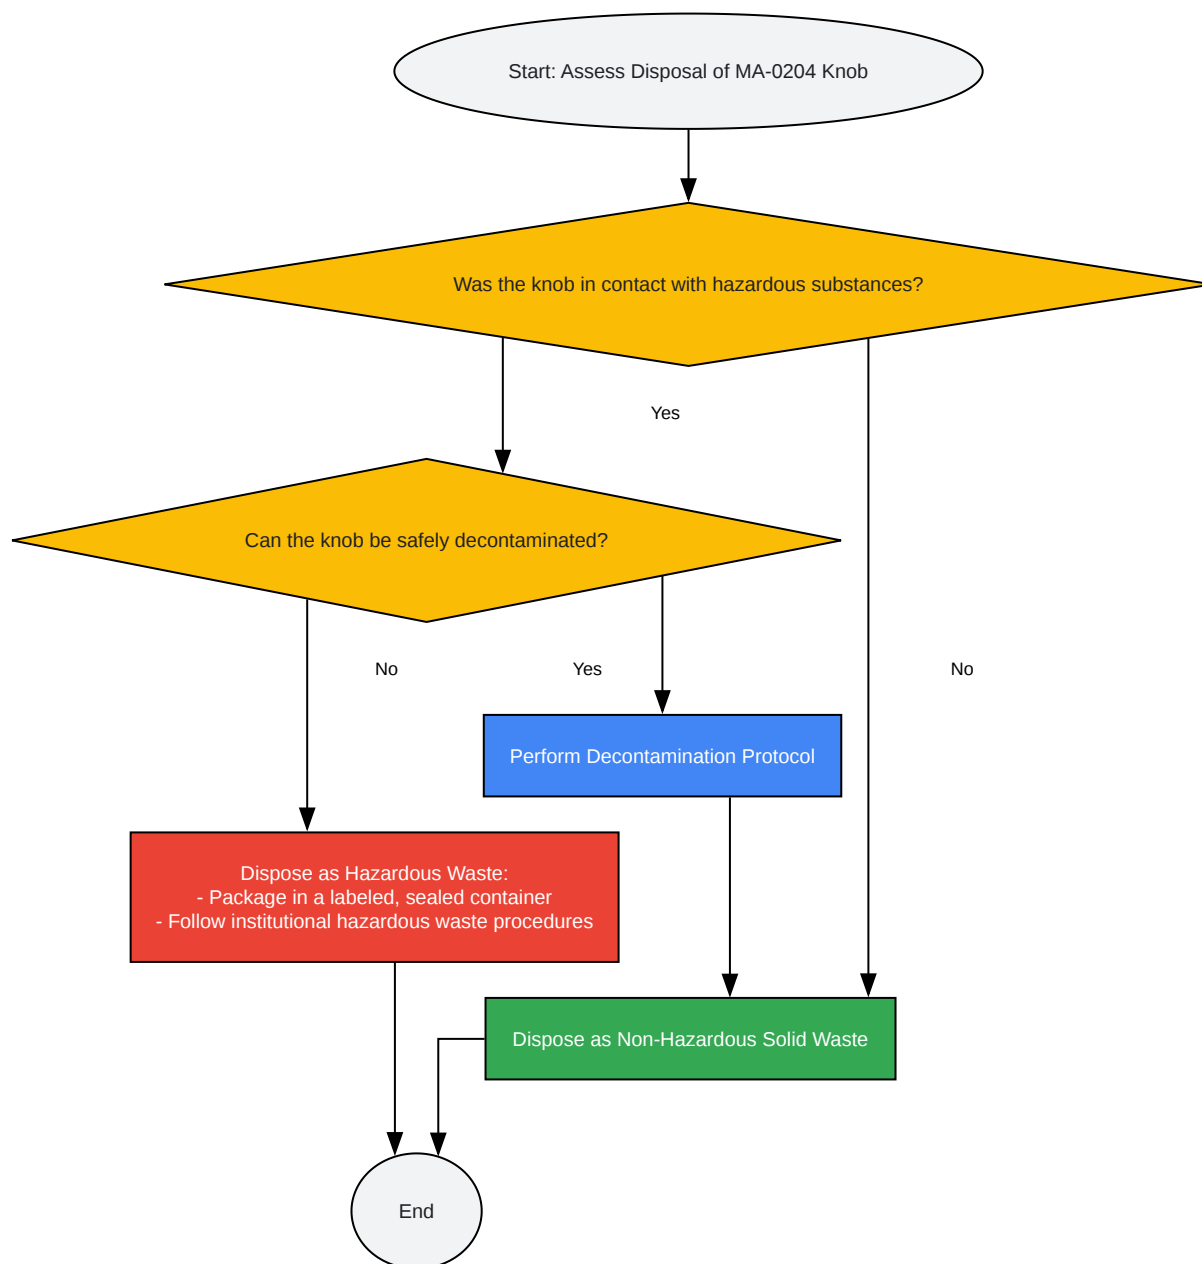 Start: Assess Disposal of MA-0204 Knob
Was the knob in contact with hazardous substances?
Yes
Can the knob be safely decontaminated?
No
Yes
No
Perform Decontamination Protocol
Dispose as Hazardous Waste:
- Package in a labeled, sealed container
- Follow institutional hazardous waste procedures
Dispose as Non-Hazardous Solid Waste
End